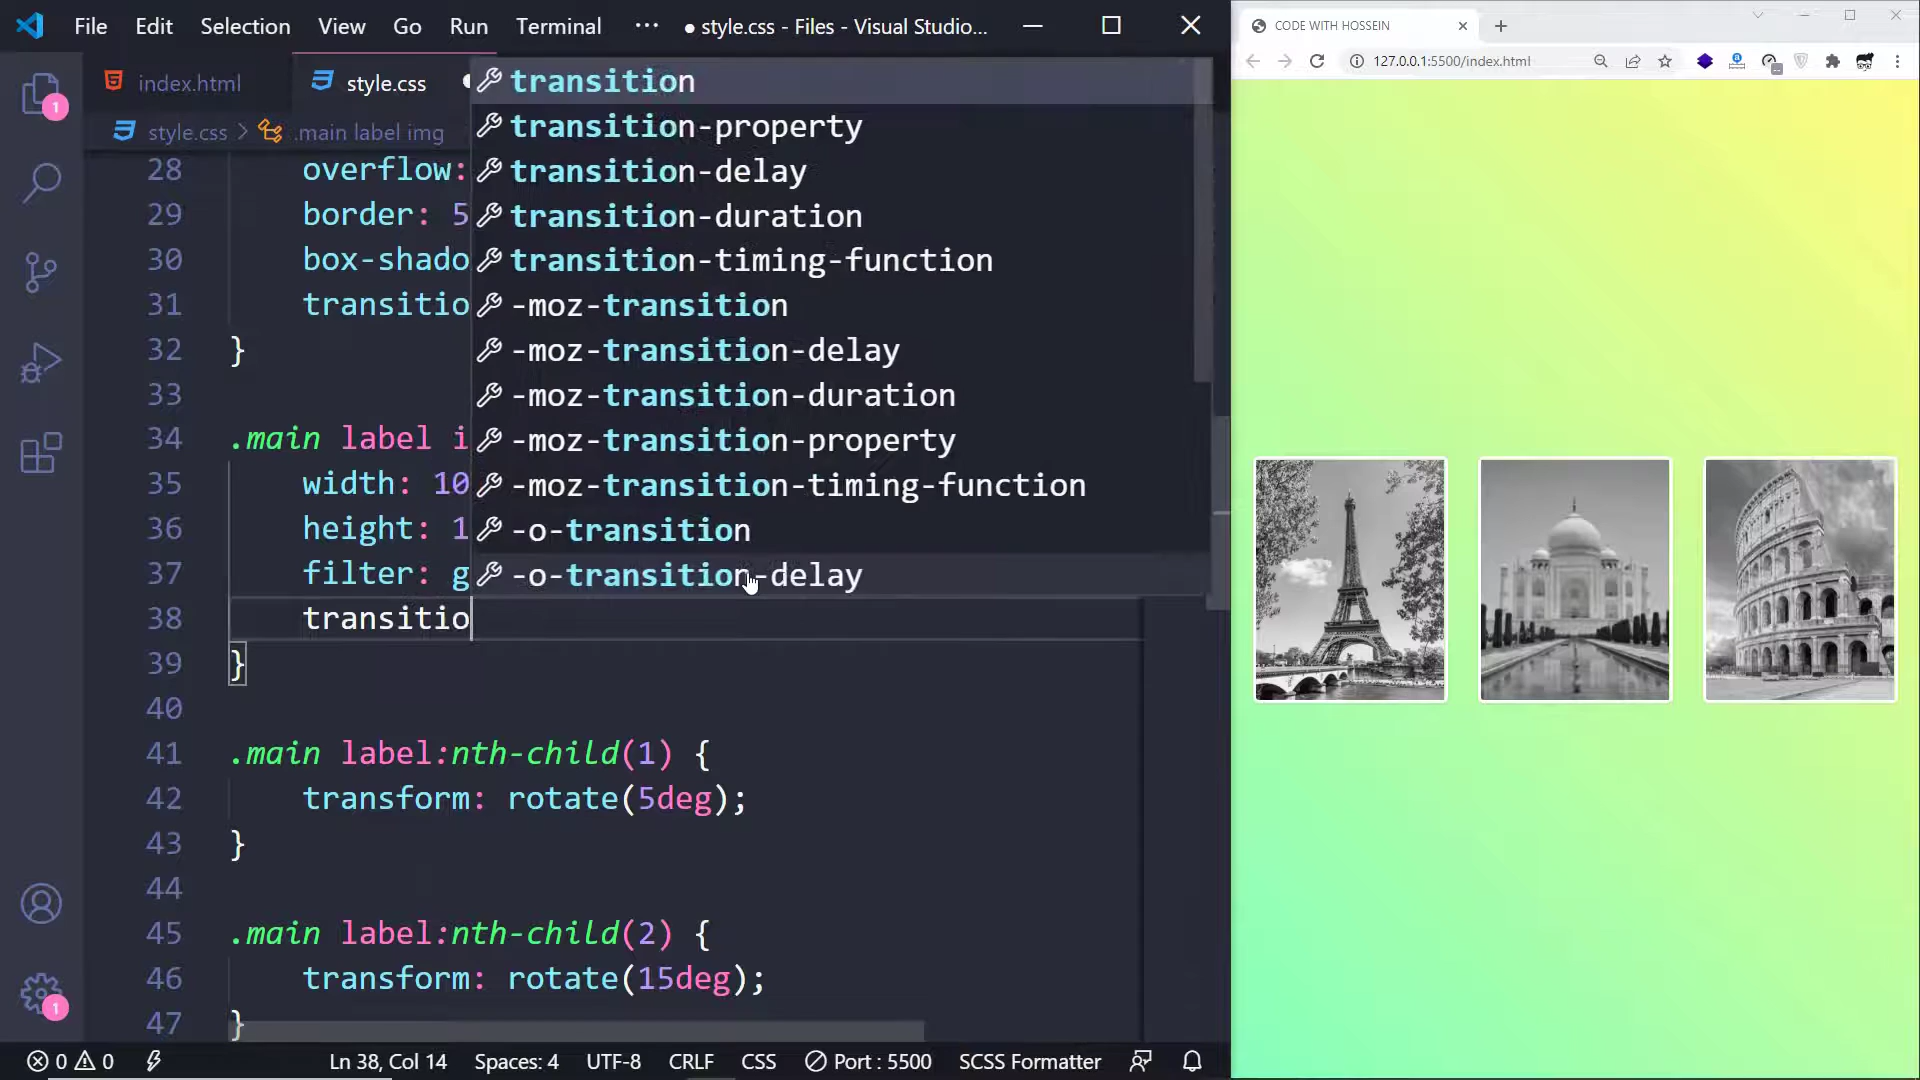 File Edit Selection View Go Run Terminal ··· ● style.css - Files - Visual Studio...
index.html
style.css
style.css > .main label img
28 overflow:
29 border: 5
30 box-shado
31 transitio
32 }
33
34 .main label i
35 width: 10
36 height: 1
37 filter: g
38 transitio
39 }
40
41 .main label:nth-child(1) {
42 transform: rotate(5deg);
43 }
44
45 .main label:nth-child(2) {
46 transform: rotate(15deg);
47 }
transition
transition-property
transition-delay
transition-duration
transition-timing-function
-moz-transition
-moz-transition-delay
-moz-transition-duration
-moz-transition-property
-moz-transition-timing-function
-o-transition
-o-transition-delay
1
1
0 0 Ln 38, Col 14 Spaces: 4 UTF-8 CRLF CSS Port : 5500 SCSS Formatter
CODE WITH HOSSEIN
127.0.0.1:5500/index.html